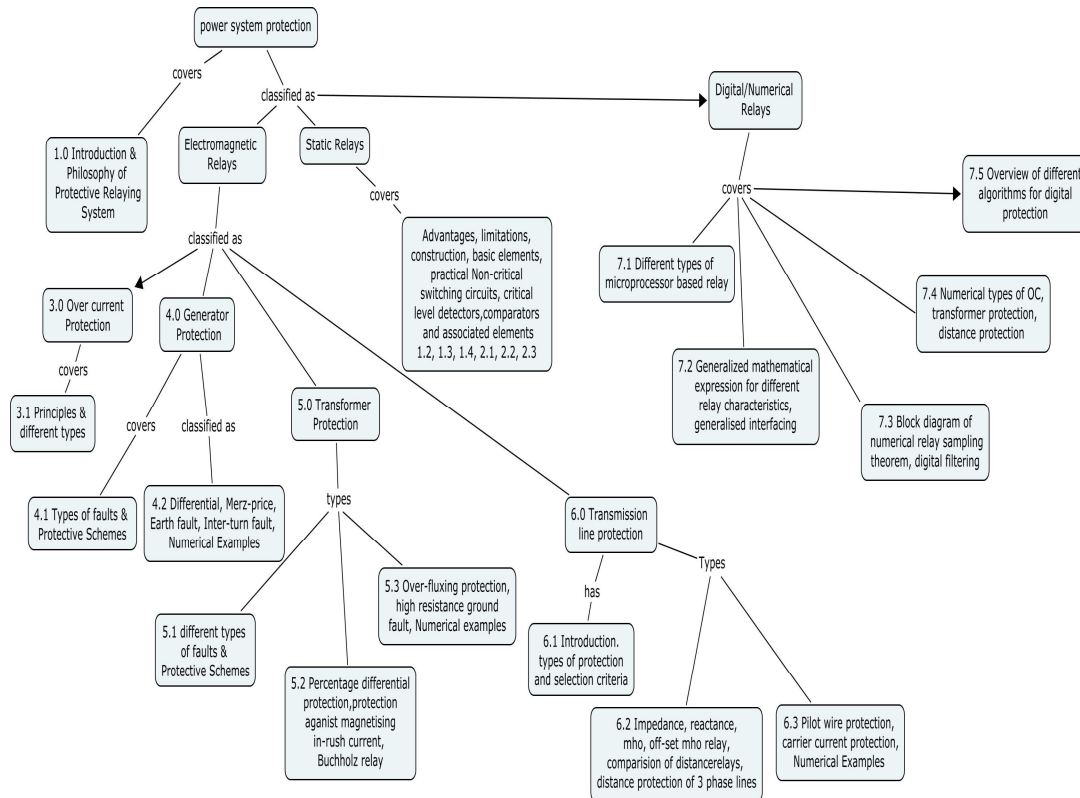 power system protection
covers
classified as
1.0 Introduction &
Philosophy of
Protective Relaying
System
Electromagnetic
Relays
Static Relays
Digital/Numerical
Relays
covers
Advantages, limitations,
construction, basic elements,
practical Non-critical
switching circuits, critical
level detectors,comparators
and associated elements
1.2, 1.3, 1.4, 2.1, 2.2, 2.3
covers
7.5 Overview of different
algorithms for digital
protection
7.1 Different types of
microprocessor based relay
7.4 Numerical types of OC,
transformer protection,
distance protection
7.2 Generalized mathematical
expression for different
relay characteristics,
generalised interfacing
7.3 Block diagram of
numerical relay sampling
theorem, digital filtering
classified as
3.0 Over current
Protection
covers
3.1 Principles &
different types
4.0 Generator
Protection
covers
classified as
4.1 Types of faults &
Protective Schemes
4.2 Differential, Merz-price,
Earth fault, Inter-turn fault,
Numerical Examples
5.0 Transformer
Protection
types
5.1 different types
of faults &
Protective Schemes
5.2 Percentage differential
protection,protection
aganist magnetising
in-rush current,
Buchholz relay
5.3 Over-fluxing protection,
high resistance ground
fault, Numerical examples
6.0 Transmission
line protection
has
Types
6.1 Introduction.
types of protection
and selection criteria
6.2 Impedance, reactance,
mho, off-set mho relay,
comparision of distancerelays,
distance protection of 3 phase lines
6.3 Pilot wire protection,
carrier current protection,
Numerical Examples